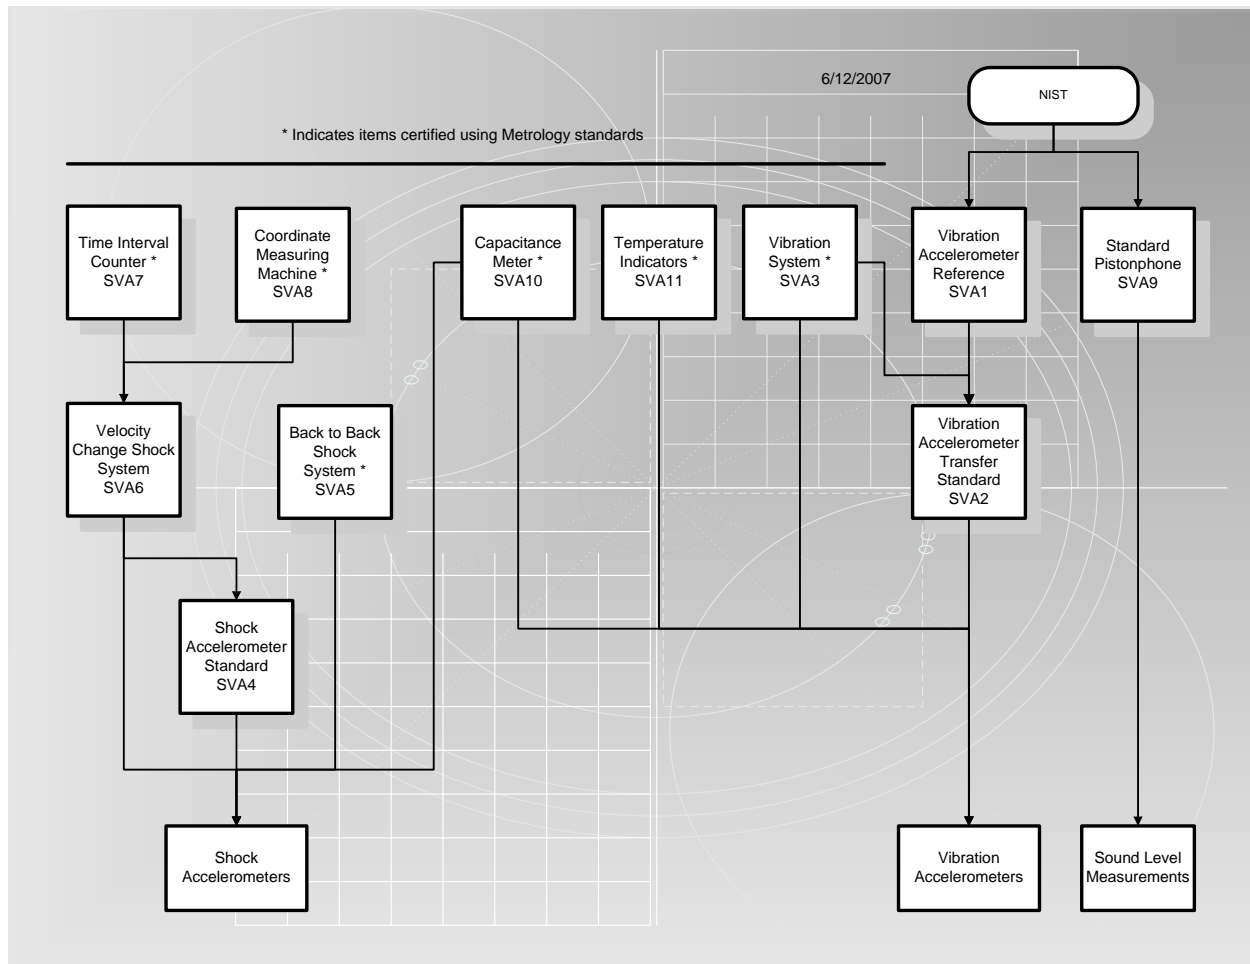 6/12/2007
NIST
* Indicates items certified using Metrology standards
Time Interval
Counter *
SVA7
Coordinate
Measuring
Machine *
SVA8
Capacitance
Meter *
SVA10
Temperature
Indicators *
SVA11
Vibration
System *
SVA3
Vibration
Accelerometer
Reference
SVA1
Standard
Pistonphone
SVA9
Velocity
Change Shock
System
SVA6
Back to Back
Shock
System *
SVA5
Vibration
Accelerometer
Transfer
Standard
SVA2
Shock
Accelerometer
Standard
SVA4
Shock
Accelerometers
Vibration
Accelerometers
Sound Level
Measurements